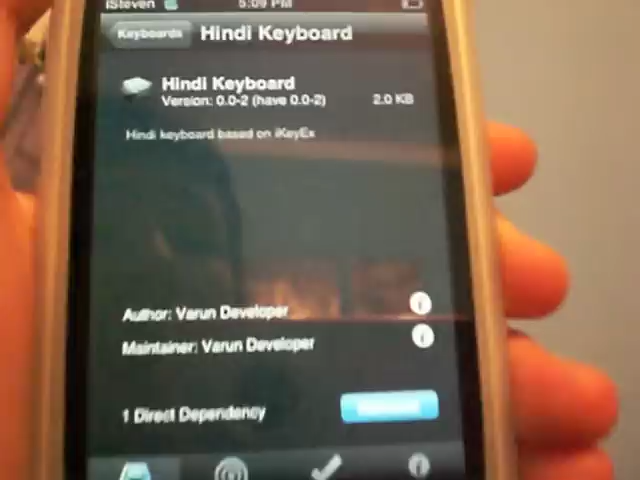 iSteven 5:09 PM
Keyboards Hindi Keyboard
Hindi Keyboard
Version: 0.0-2 (have 0.0-2) 2.0 KB
Hindi keyboard based on iKeyEx
Author: Varun Developer
Maintainer: Varun Developer
1 Direct Dependency